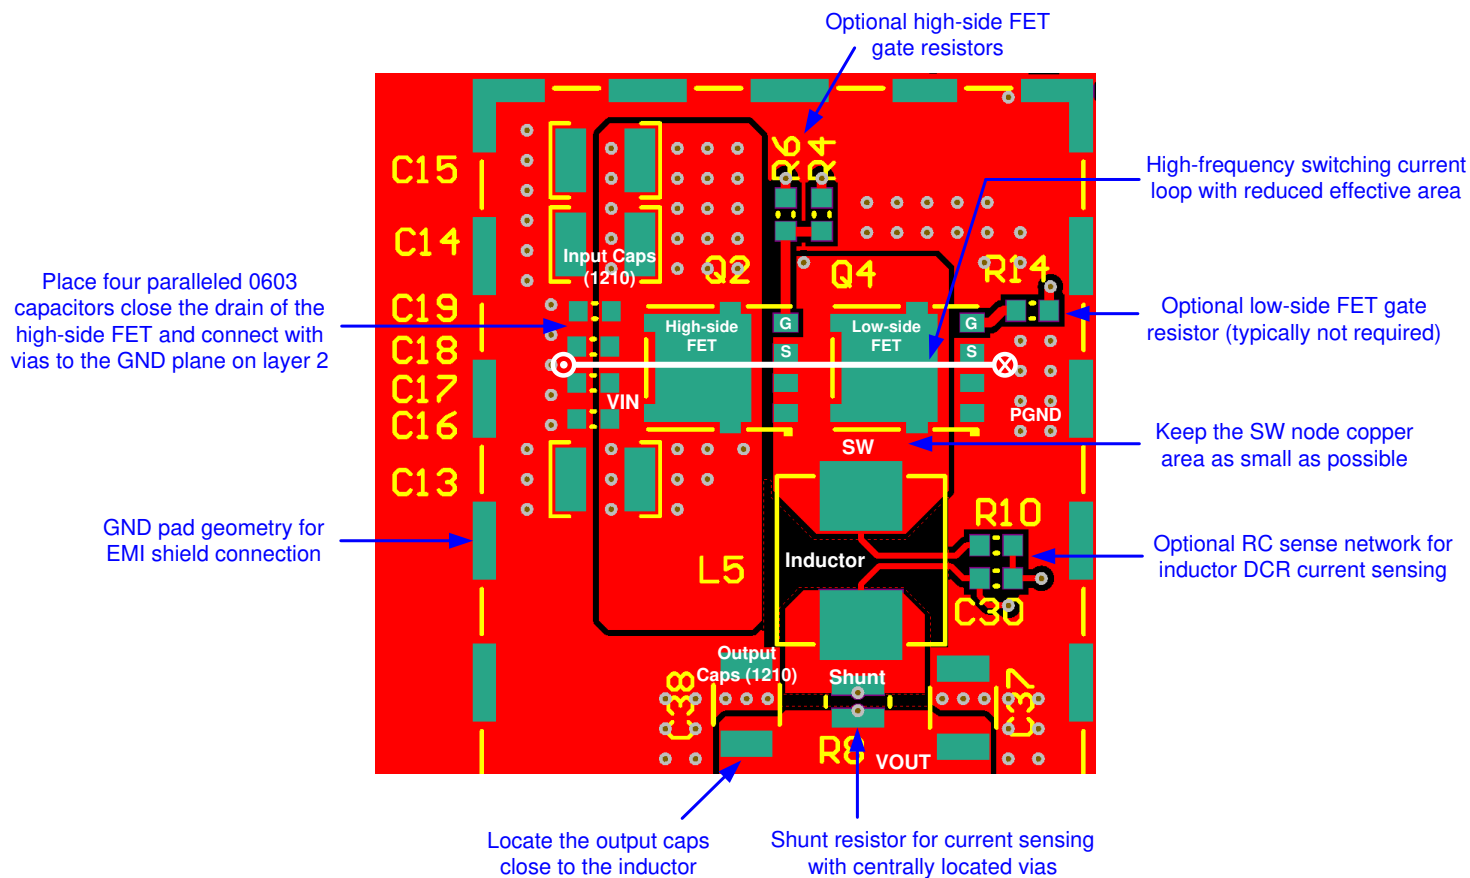 Optional high-side FET
gate resistors
R6
R4
C15
C14
Input Caps
(1210)
Q2
Q4
R14
High-frequency switching current
loop with reduced effective area
Place four paralleled 0603
capacitors close the drain of the
high-side FET and connect with
vias to the GND plane on layer 2
C19
C18
C17
C16
C13
High-side
FET
G
S
Low-side
FET
G
S
Optional low-side FET gate
resistor (typically not required)
VIN
PGND
SW
Keep the SW node copper
area as small as possible
GND pad geometry for
EMI shield connection
R10
L5
Inductor
Optional RC sense network for
inductor DCR current sensing
C30
Output
Caps (1210)
Shunt
C38
C37
R8
VOUT
Locate the output caps
close to the inductor
Shunt resistor for current sensing
with centrally located vias